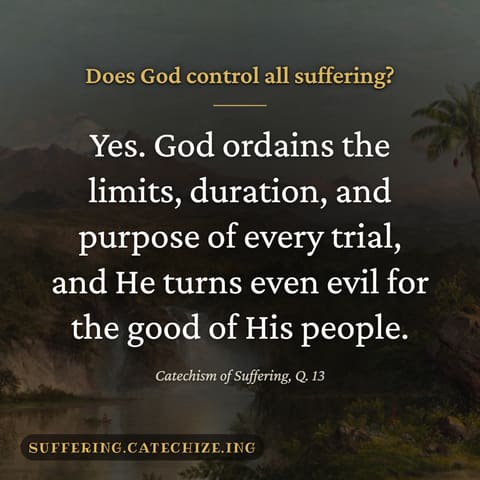 Does God control all suffering?
Yes. God ordains the
limits, duration, and
purpose of every trial,
and He turns even evil for
the good of His people.
Catechism of Suffering, Q. 13
SUFFERING.CATECHIZE.ING